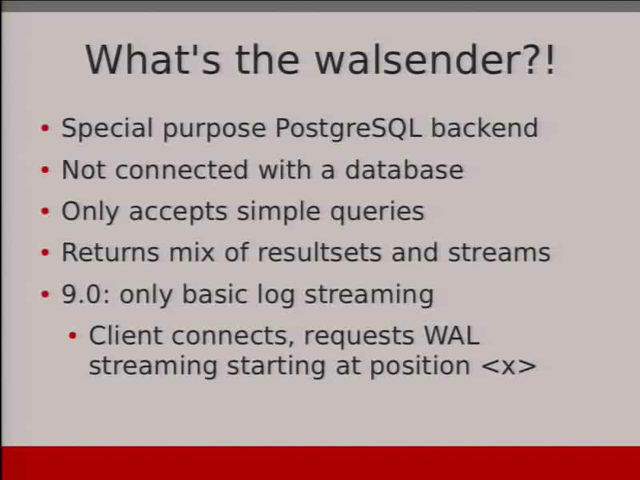 What's the walsender?!
• Special purpose PostgreSQL backend
• Not connected with a database
• Only accepts simple queries
• Returns mix of resultsets and streams
• 9.0: only basic log streaming
• Client connects, requests WAL
streaming starting at position <x>